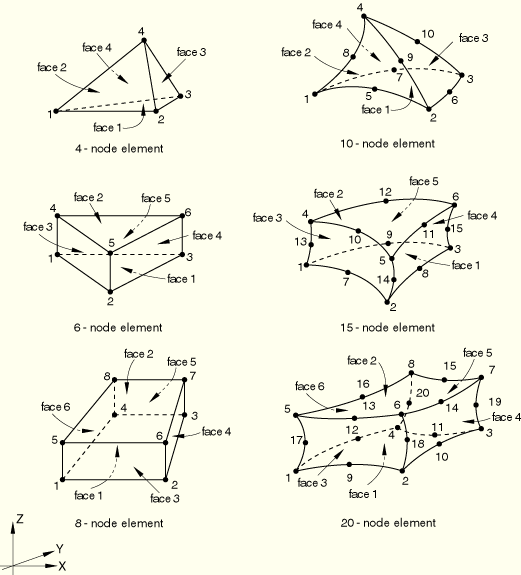 4
face 4
face 3
face 2
1
3
2
face 1
4 - node element
4
10
face 4
face 3
face 2
8
9
7
3
1
5
6
face 1
2
10 - node element
face 2
face 5
4
6
face 3
face 4
5
1
3
face 1
2
6 - node element
face 5
face 2
12
6
face 3
4
face 4
10
9
11
15
13
5
3
1
face 1
7
14
8
2
15 - node element
face 2
8
face 5
7
face 6
4
3
5
6
face 4
1
2
face 1
face 3
8 - node element
8
15
face 5
face 2
7
16
face 6
20
5
13
6
14
19
face 4
17
12
4
11
3
18
10
1
face 3
9
face 1
2
20 - node element
Z
Y
X